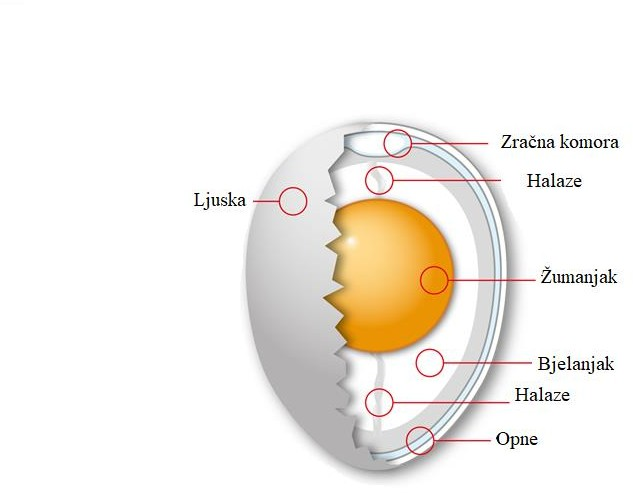 Zračna komora
Halaze
Ljuska
Žumanjak
Bjelanjak
Halaze
Opne